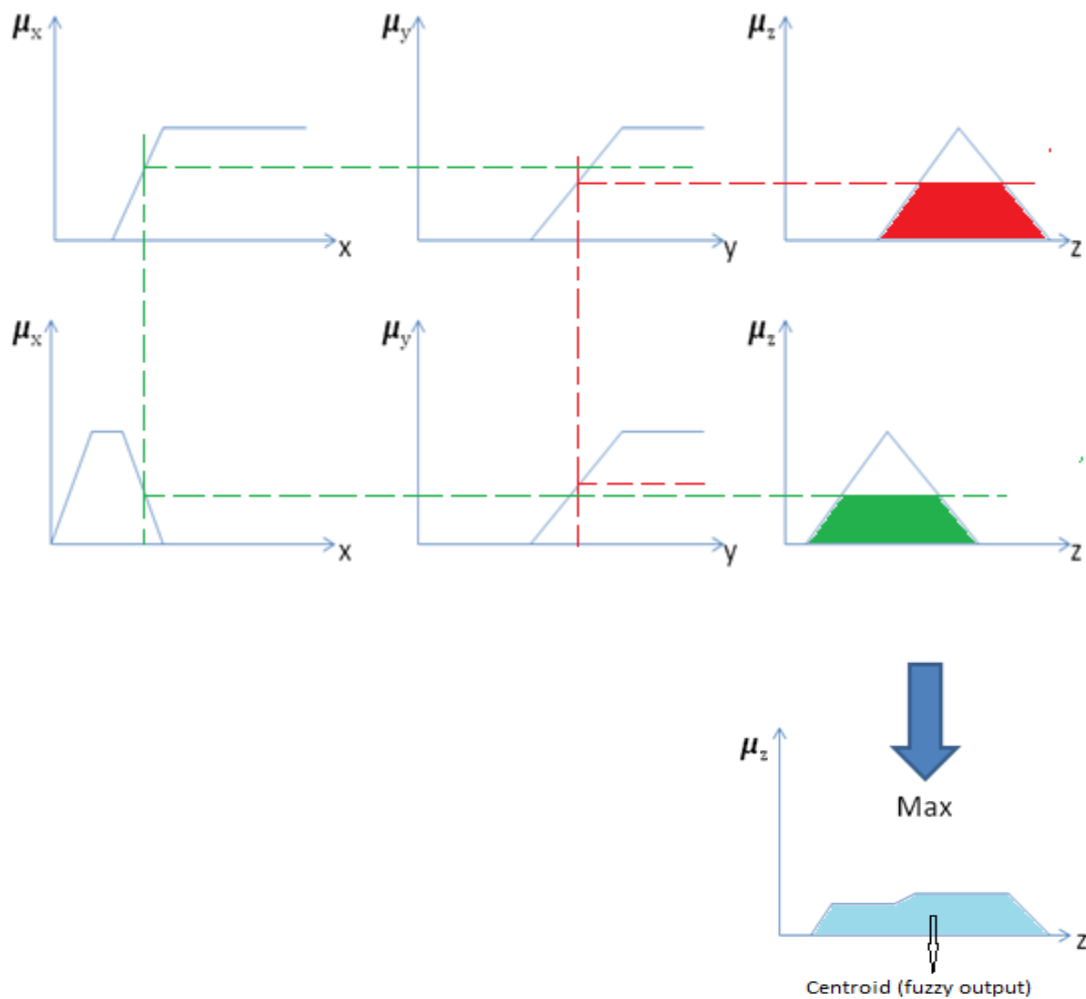 μx μy μz
x y z
μx μy μz
x y z
μz
Max
z
Centroid (fuzzy output)